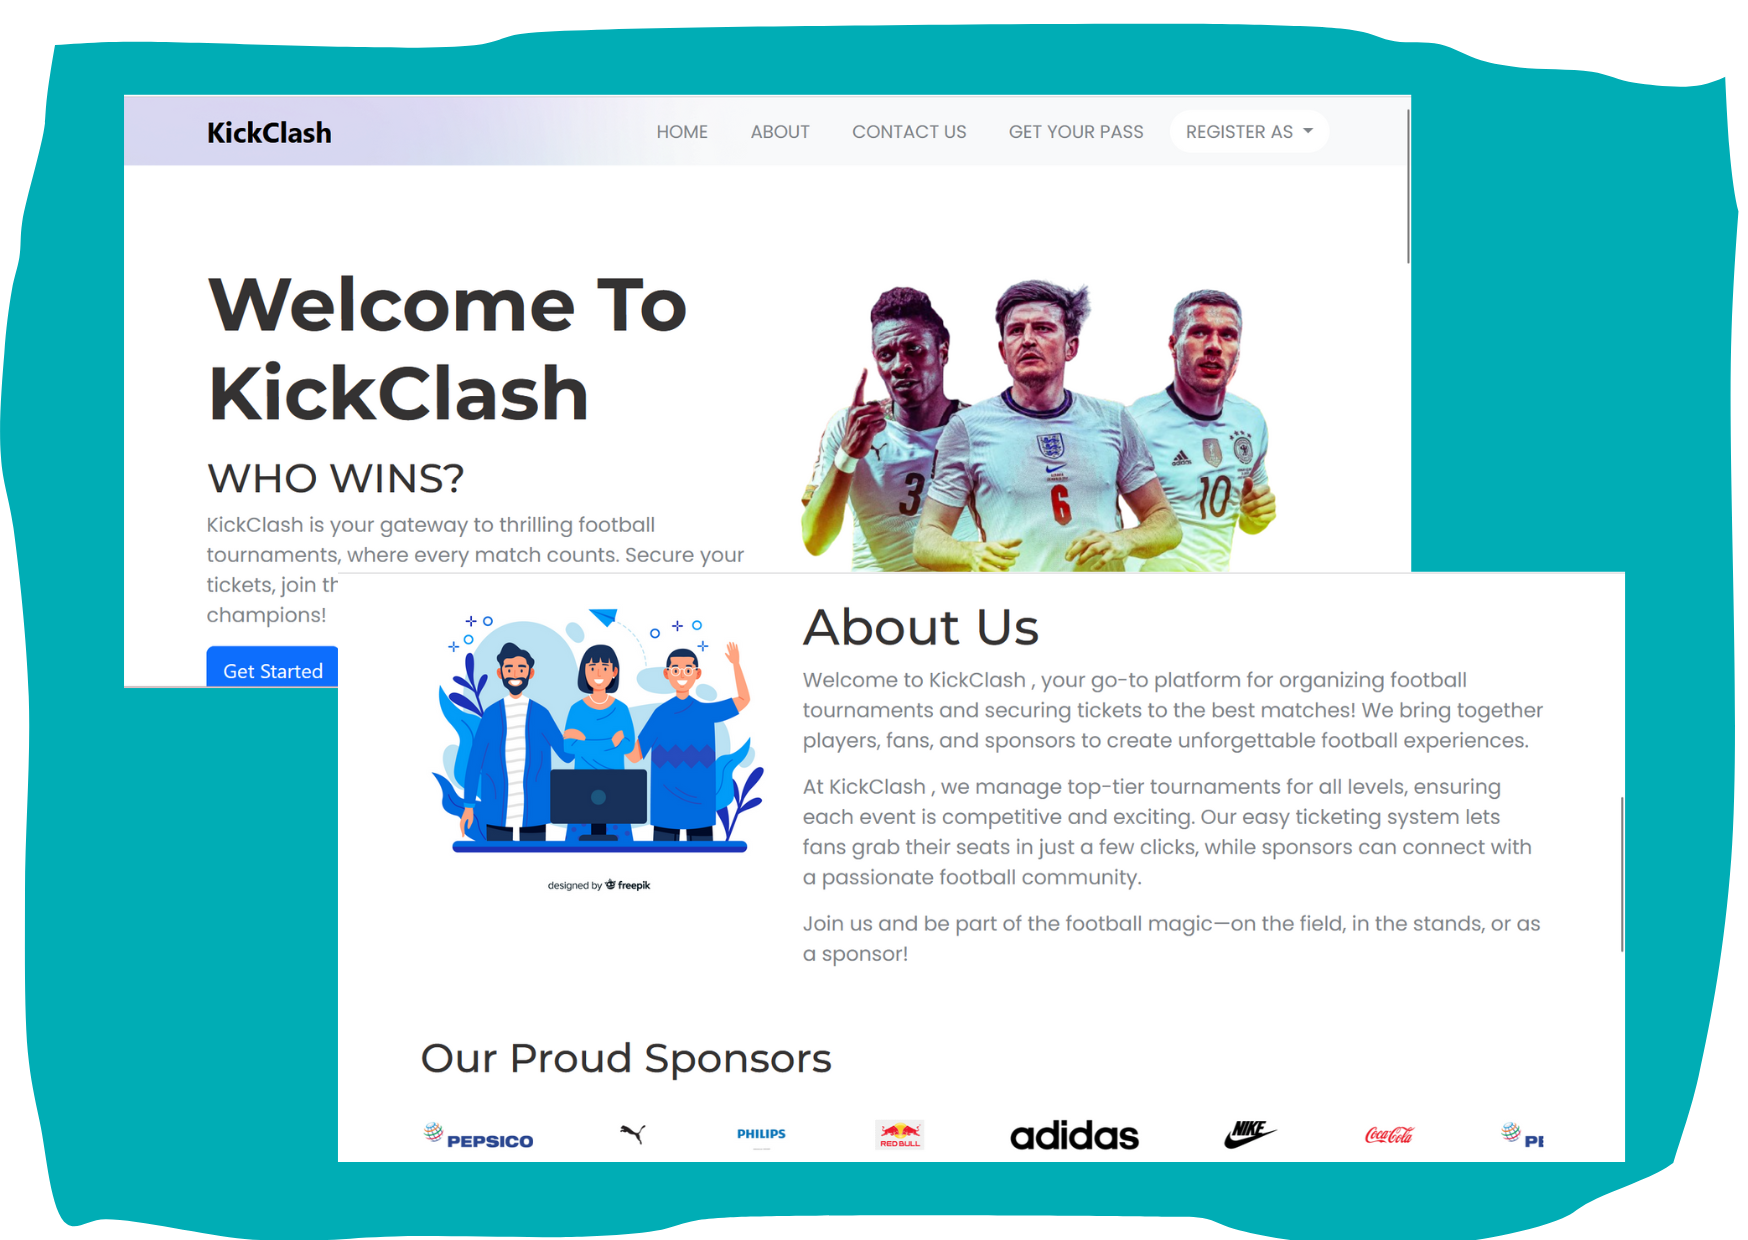 KickClash
HOME ABOUT CONTACT US GET YOUR PASS REGISTER AS
Welcome To
KickClash
WHO WINS?
KickClash is your gateway to thrilling football
tournaments, where every match counts. Secure your
tickets, join
champions!
Get Started
3
6
adidas
10
About Us
Welcome to KickClash , your go-to platform for organizing football
tournaments and securing tickets to the best matches! We bring together
players, fans, and sponsors to create unforgettable football experiences.
At KickClash , we manage top-tier tournaments for all levels, ensuring
each event is competitive and exciting. Our easy ticketing system lets
fans grab their seats in just a few clicks, while sponsors can connect with
a passionate football community.
Join us and be part of the football magic—on the field, in the stands, or as
a sponsor!
designed by freepik
Our Proud Sponsors
PEPSICO PHILIPS RED BULL adidas NIKE Coca-Cola